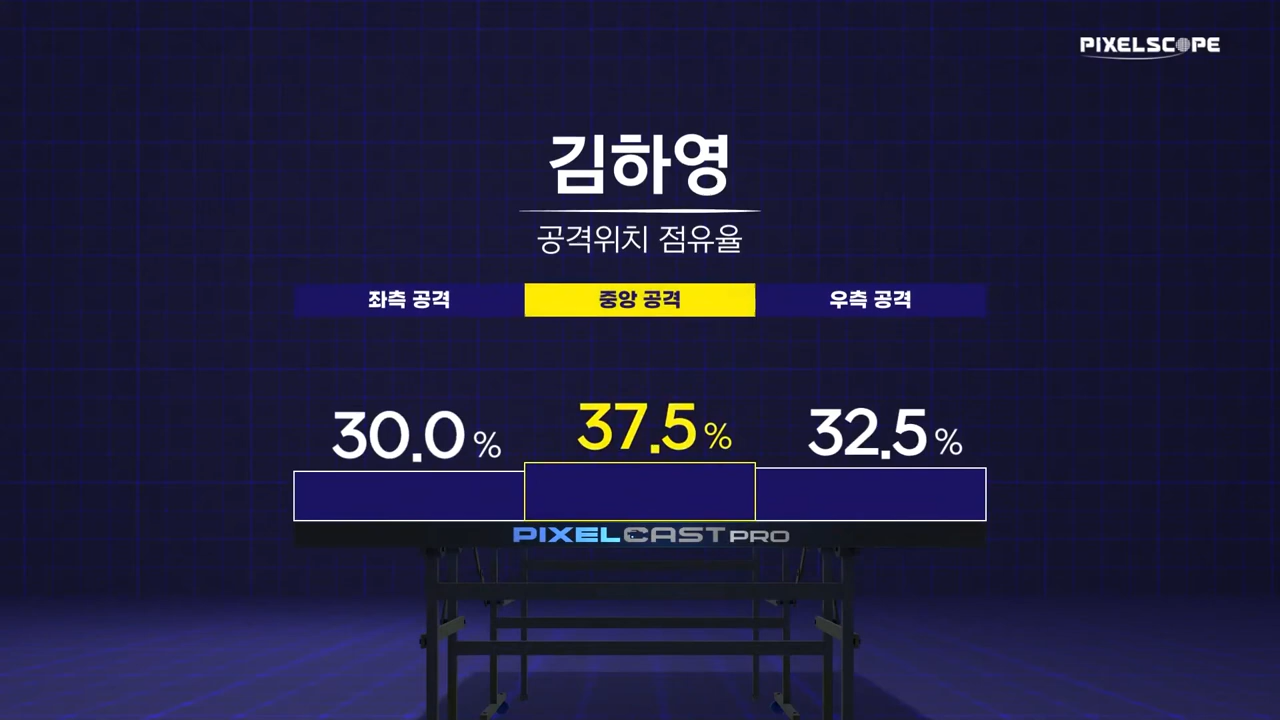 PIXELSCOPE
김하영
공격위치 점유율
좌측 공격 중앙 공격 우측 공격
30.0% 37.5% 32.5%
PIXELCAST PRO